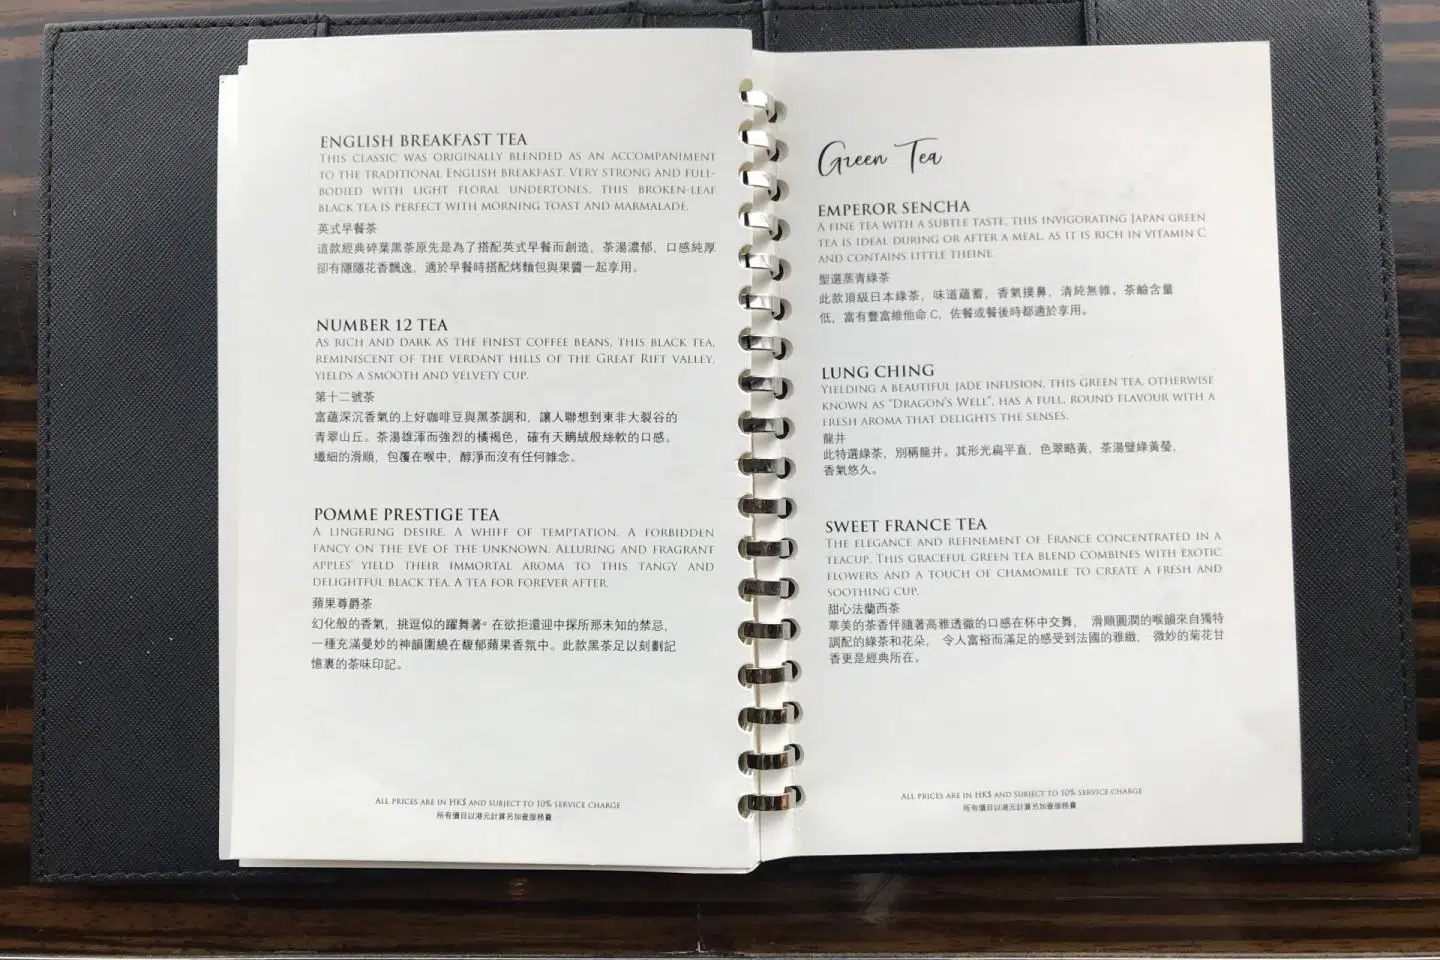 ENGLISH BREAKFAST TEA
THIS CLASSIC WAS ORIGINALLY BLENDED AS AN ACCOMPANIMENT
TO THE TRADITIONAL ENGLISH BREAKFAST. VERY STRONG AND FULL-
BODIED WITH LIGHT FLORAL UNDERTONES, THIS BROKEN-LEAF
BLACK TEA IS PERFECT WITH MORNING TOAST AND MARMALADE.
英式早餐茶
這款經典碎葉黑茶原先是為了搭配英式早餐而創造，茶湯濃郁，口感純厚
卻有隱隱花香飄逸，適於早餐時搭配烤麵包與果醬一起享用。
NUMBER 12 TEA
AS RICH AND DARK AS THE FINEST COFFEE BEANS, THIS BLACK TEA,
REMINISCENT OF THE VERDANT HILLS OF THE GREAT RIFT VALLEY,
YIELDS A SMOOTH AND VELVETY CUP.
第十二號茶
富蘊深沉香氣的上好咖啡豆與黑茶調和，讓人聯想到東非大裂谷的
青翠山丘。茶湯雄渾而強烈的橘褐色，確有天鵝絨般絲軟的口感。
纖細的滑順，包覆在喉中，醇淨而沒有任何雜念。
POMME PRESTIGE TEA
A LINGERING DESIRE. A WHIFF OF TEMPTATION. A FORBIDDEN
FANCY ON THE EVE OF THE UNKNOWN. ALLURING AND FRAGRANT
APPLES' YIELD THEIR IMMORTAL AROMA TO THIS TANGY AND
DELIGHTFUL BLACK TEA. A TEA FOR FOREVER AFTER.
蘋果尊爵茶
幻化般的香氣，挑逗似的躍舞著。在欲拒還迎中探所那未知的禁忌，
一種充滿曼妙的神韻圍繞在馥郁蘋果香氛中。此款黑茶足以刻劃記
憶裏的茶味印記。
ALL PRICES ARE IN HK$ AND SUBJECT TO 10% SERVICE CHARGE
所有價目以港元計算另加壹服務費
Green Tea
EMPEROR SENCHA
A FINE TEA WITH A SUBTLE TASTE, THIS INVIGORATING JAPAN GREEN
TEA IS IDEAL DURING OR AFTER A MEAL, AS IT IS RICH IN VITAMIN C
AND CONTAINS LITTLE THEINE.
聖選蒸青綠茶
此款頂級日本綠茶，味道蘊蓄，香氣撲鼻，清純無雜。茶鹼含量
低，富有豐富維他命 C，佐餐或餐後時都適於享用。
LUNG CHING
YIELDING A BEAUTIFUL JADE INFUSION, THIS GREEN TEA, OTHERWISE
KNOWN AS "DRAGON'S WELL", HAS A FULL, ROUND FLAVOUR WITH A
FRESH AROMA THAT DELIGHTS THE SENSES.
龍井
此特選綠茶，別稱龍井。其形光扁平直，色翠略黃，茶湯璧綠黃瑩，
香氣悠久。
SWEET FRANCE TEA
THE ELEGANCE AND REFINEMENT OF FRANCE CONCENTRATED IN A
TEACUP. THIS GRACEFUL GREEN TEA BLEND COMBINES WITH EXOTIC
FLOWERS AND A TOUCH OF CHAMOMILE TO CREATE A FRESH AND
SOOTHING CUP.
甜心法蘭西茶
華美的茶香伴隨著高雅透徹的口感在杯中交舞， 滑順圓潤的喉韻來自獨特
調配的綠茶和花朵， 令人富裕而滿足的感受到法國的雅緻， 微妙的菊花甘
香更是經典所在。
ALL PRICES ARE IN HK$ AND SUBJECT TO 10% SERVICE CHARGE
所有價目以港元計算另加壹服務費